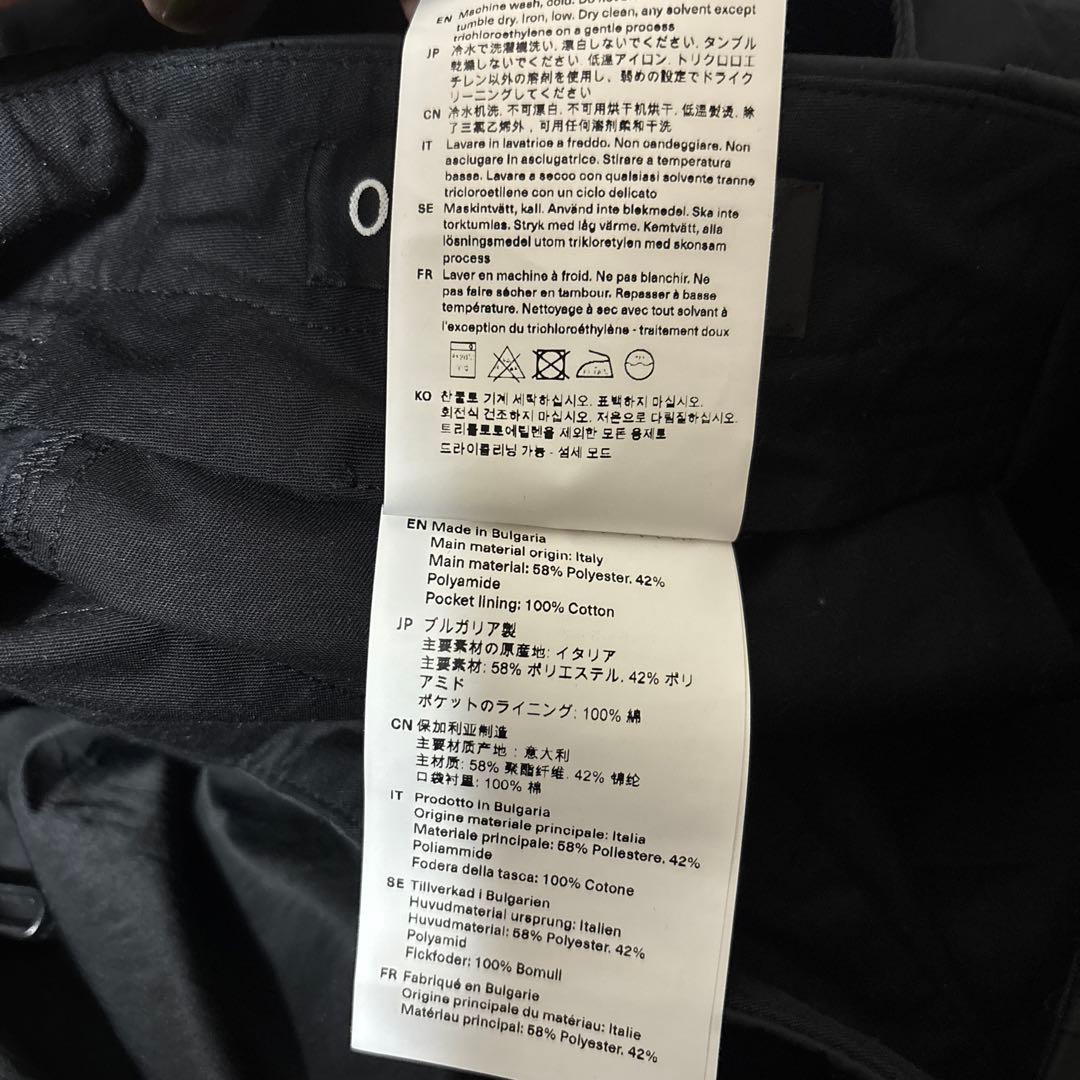 EN Machine wash, cold. Do not
tumble dry. Iron, low. Dry clean, any solvent except
trichloroethylene on a gentle process
JP 冷水で洗濯機洗い. 漂白しないでください. タンブル
乾燥しないでください. 低温アイロン. トリクロロエ
チレン以外の溶剤を使用し、弱めの設定でドライク
リーニングしてください
CN 冷水机洗. 不可漂白. 不可用烘干机烘干. 低温熨烫. 除
了三氯乙烯外，可用任何溶剂柔和干洗
IT Lavare in lavatrice a freddo. Non candeggiare. Non
asciugare in asciugatrice. Stirare a temperatura
bassa. Lavare a secco con qualsiasi solvente tranne
tricloroetilene con un ciclo delicato
SE Maskintvätt, kall. Använd inte blekmedel. Ska inte
torktumlas. Stryk med låg värme. Kemtvätt, alla
lösningsmedel utom trikloretylen med skonsam
process
FR Laver en machine à froid. Ne pas blanchir. Ne
pas faire sécher en tambour. Repasser à basse
température. Nettoyage à sec avec tout solvant à
l'exception du trichloroéthylène - traitement doux
KO 찬물로 기계 세탁하십시오. 표백하지 마십시오.
회전식 건조하지 마십시오. 저온으로 다림질하십시오.
트리클로로에틸렌을 제외한 모든 용제로
드라이클리닝 가능 - 섬세 모드
EN Made in Bulgaria
Main material origin: Italy
Main material: 58% Polyester. 42%
Polyamide
Pocket lining: 100% Cotton
JP ブルガリア製
主要素材の原産地: イタリア
主要素材: 58% ポリエステル. 42% ポリ
アミド
ポケットのライニング: 100% 綿
CN 保加利亚制造
主要材质产地：意大利
主材质: 58% 聚酯纤维. 42% 锦纶
口袋衬里: 100% 棉
IT Prodotto in Bulgaria
Origine materiale principale: Italia
Materiale principale: 58% Poliestere. 42%
Poliammide
Fodera della tasca: 100% Cotone
SE Tillverkad i Bulgarien
Huvudmaterial ursprung: Italien
Huvudmaterial: 58% Polyester. 42%
Polyamid
Fickfoder: 100% Bomull
FR Fabriqué en Bulgarie
Origine principale du matériau: Italie
Matériau principal: 58% Polyester. 42%